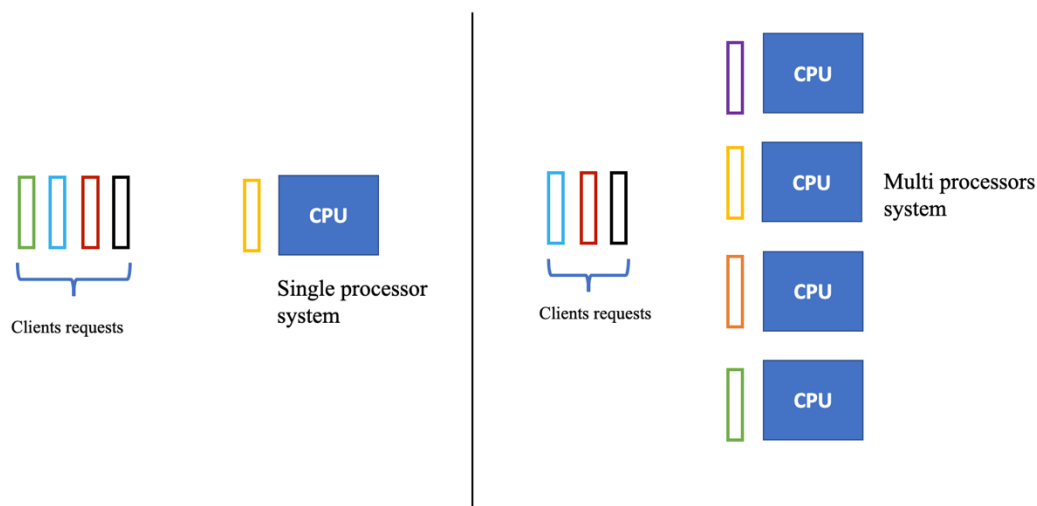 CPU
Single processor
system
Clients requests
CPU
CPU
Multi processors
system
Clients requests
CPU
CPU